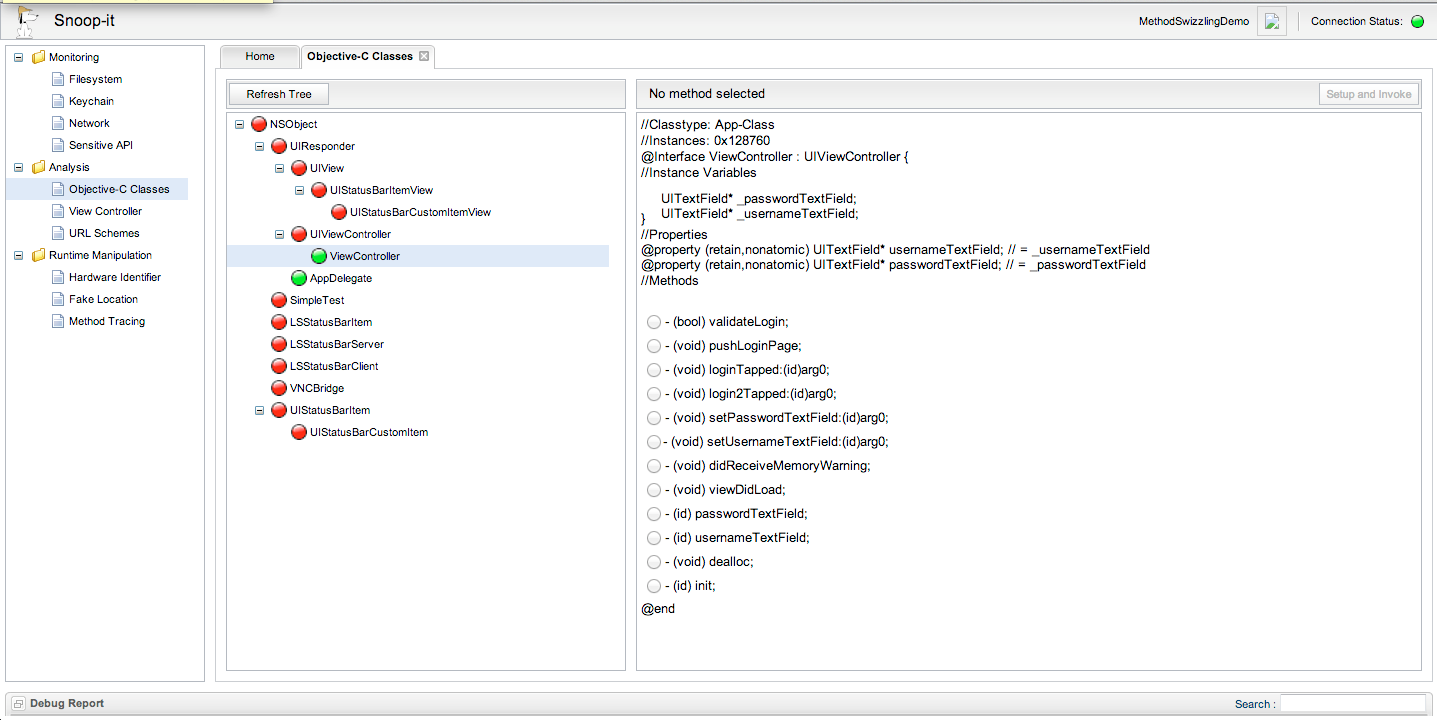 Snoop-it
MethodSwizzlingDemo
Connection Status:
Monitoring
Filesystem
Keychain
Network
Sensitive API
Analysis
Objective-C Classes
View Controller
URL Schemes
Runtime Manipulation
Hardware Identifier
Fake Location
Method Tracing
Home
Objective-C Classes
Refresh Tree
NSObject
UIResponder
UIView
UIStatusBarItemView
UIStatusBarCustomItemView
UIViewController
ViewController
AppDelegate
SimpleTest
LSStatusBarItem
LSStatusBarServer
LSStatusBarClient
VNCBridge
UIStatusBarItem
UIStatusBarCustomItem
No method selected
Setup and Invoke
//Classtype: App-Class
//Instances: 0x128760
@Interface ViewController : UIViewController {
//Instance Variables
UITextField* _passwordTextField;
UITextField* _usernameTextField;
}
//Properties
@property (retain,nonatomic) UITextField* usernameTextField; // = _usernameTextField
@property (retain,nonatomic) UITextField* passwordTextField; // = _passwordTextField
//Methods
- (bool) validateLogin;
- (void) pushLoginPage;
- (void) loginTapped:(id)arg0;
- (void) login2Tapped:(id)arg0;
- (void) setPasswordTextField:(id)arg0;
- (void) setUsernameTextField:(id)arg0;
- (void) didReceiveMemoryWarning;
- (void) viewDidLoad;
- (id) passwordTextField;
- (id) usernameTextField;
- (void) dealloc;
- (id) init;
@end
Debug Report
Search :